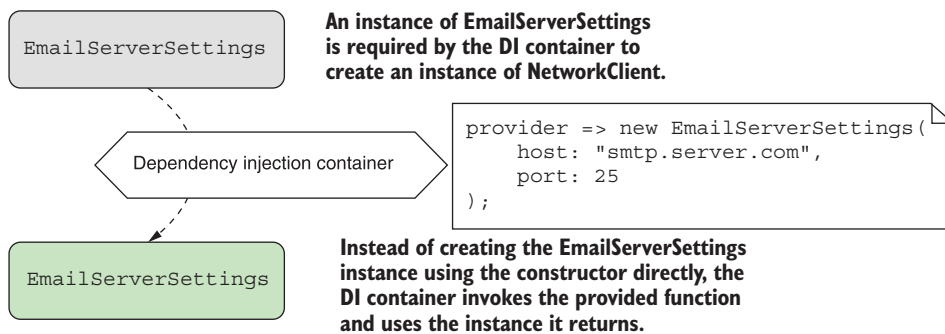 EmailServerSettings
An instance of EmailServerSettings
is required by the DI container to
create an instance of NetworkClient.
Dependency injection container
provider => new EmailServerSettings(
    host: "smtp.server.com",
    port: 25
);
EmailServerSettings
Instead of creating the EmailServerSettings
instance using the constructor directly, the
DI container invokes the provided function
and uses the instance it returns.